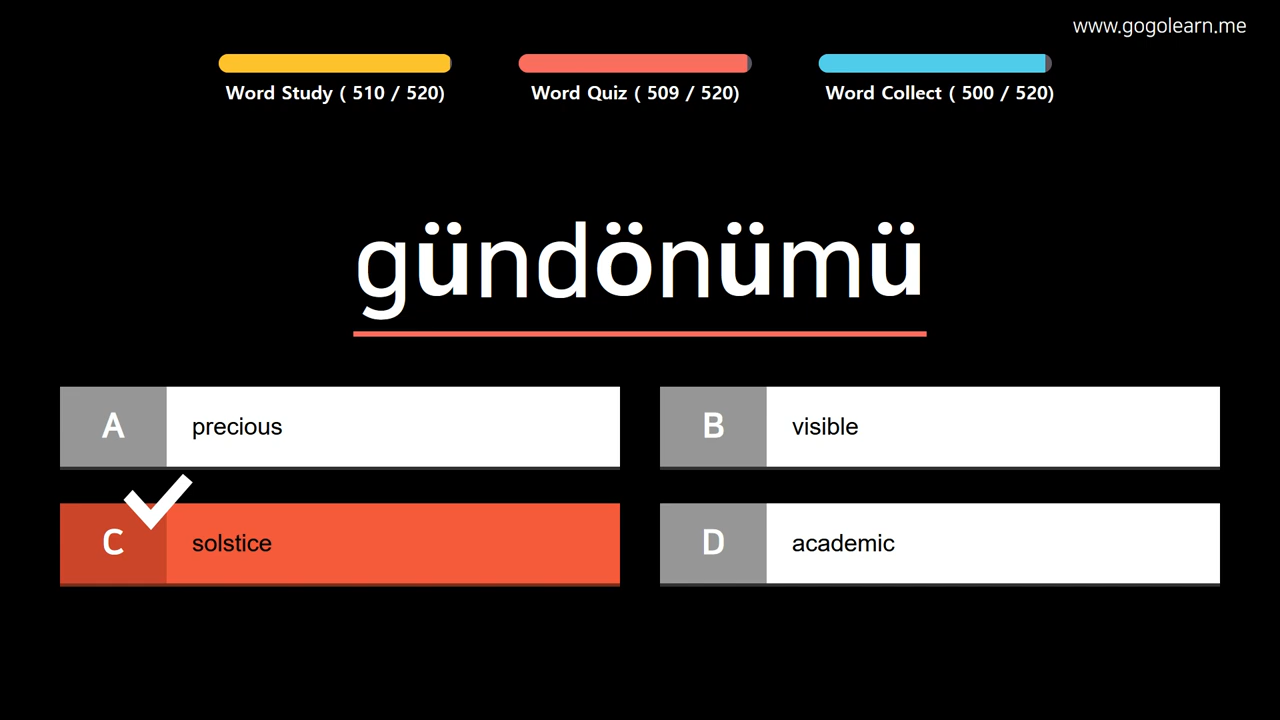 www.gogolearn.me
Word Study ( 510 / 520)
Word Quiz ( 509 / 520)
Word Collect ( 500 / 520)
gündönümü
A precious
B visible
C solstice
D academic